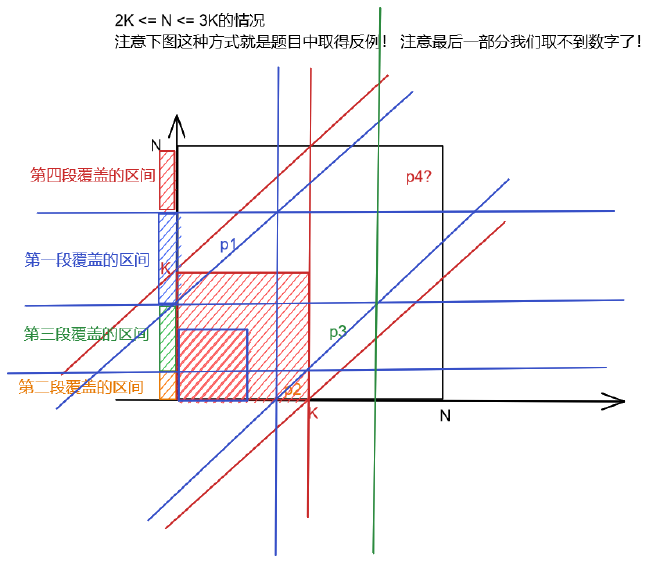 2K <= N <= 3K的情况
注意下图这种方式就是题目中取得反例！ 注意最后一部分我们取不到数字了！
N
第四段覆盖的区间
p4?
p1
第一段覆盖的区间
K
第三段覆盖的区间
p3
第二段覆盖的区间
p2
K
N